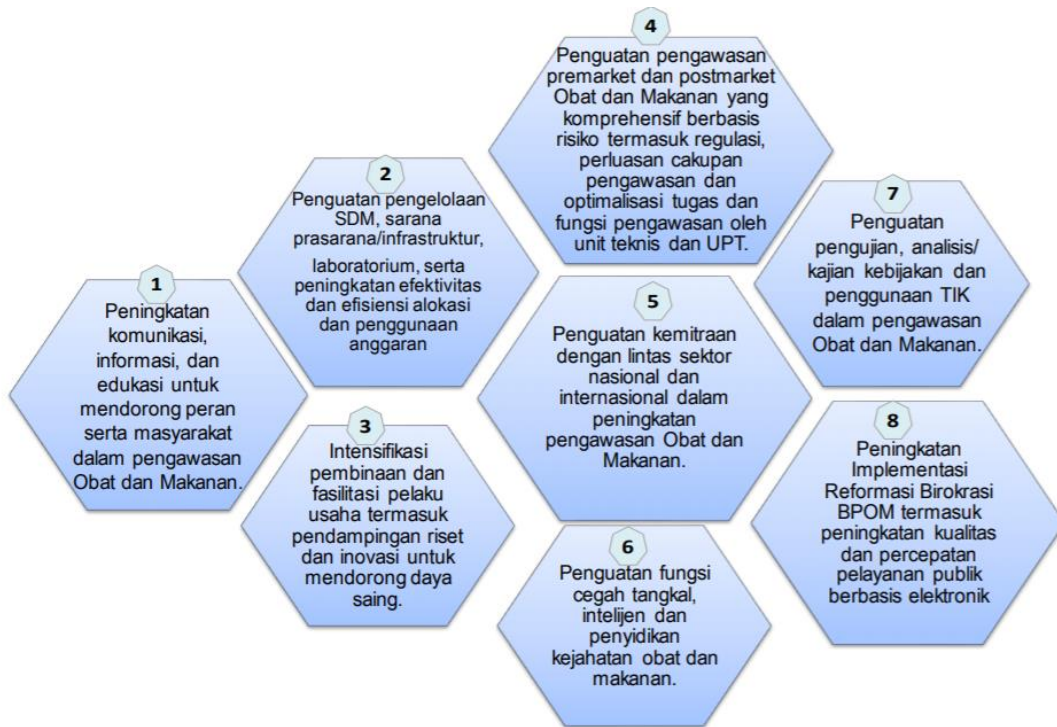 1
Peningkatan
komunikasi,
informasi, dan
edukasi untuk
mendorong peran
serta masyarakat
dalam pengawasan
Obat dan Makanan.
2
Penguatan pengelolaan
SDM, sarana
prasarana/infrastruktur,
laboratorium, serta
peningkatan efektivitas
dan efisiensi alokasi
dan penggunaan
anggaran
3
Intensifikasi
pembinaan dan
fasilitasi pelaku
usaha termasuk
pendampingan riset
dan inovasi untuk
mendorong daya
saing.
4
Penguatan pengawasan
premarket dan postmarket
Obat dan Makanan yang
komprehensif berbasis
risiko termasuk regulasi,
perluasan cakupan
pengawasan dan
optimalisasi tugas dan
fungsi pengawasan oleh
unit teknis dan UPT.
5
Penguatan kemitraan
dengan lintas sektor
nasional dan
internasional dalam
peningkatan
pengawasan Obat dan
Makanan.
6
Penguatan fungsi
cegah tangkal,
intelijen dan
penyidikan
kejahatan obat dan
makanan.
7
Penguatan
pengujian, analisis/
kajian kebijakan dan
penggunaan TIK
dalam pengawasan
Obat dan Makanan.
8
Peningkatan
Implementasi
Reformasi Birokrasi
BPOM termasuk
peningkatan kualitas
dan percepatan
pelayanan publik
berbasis elektronik